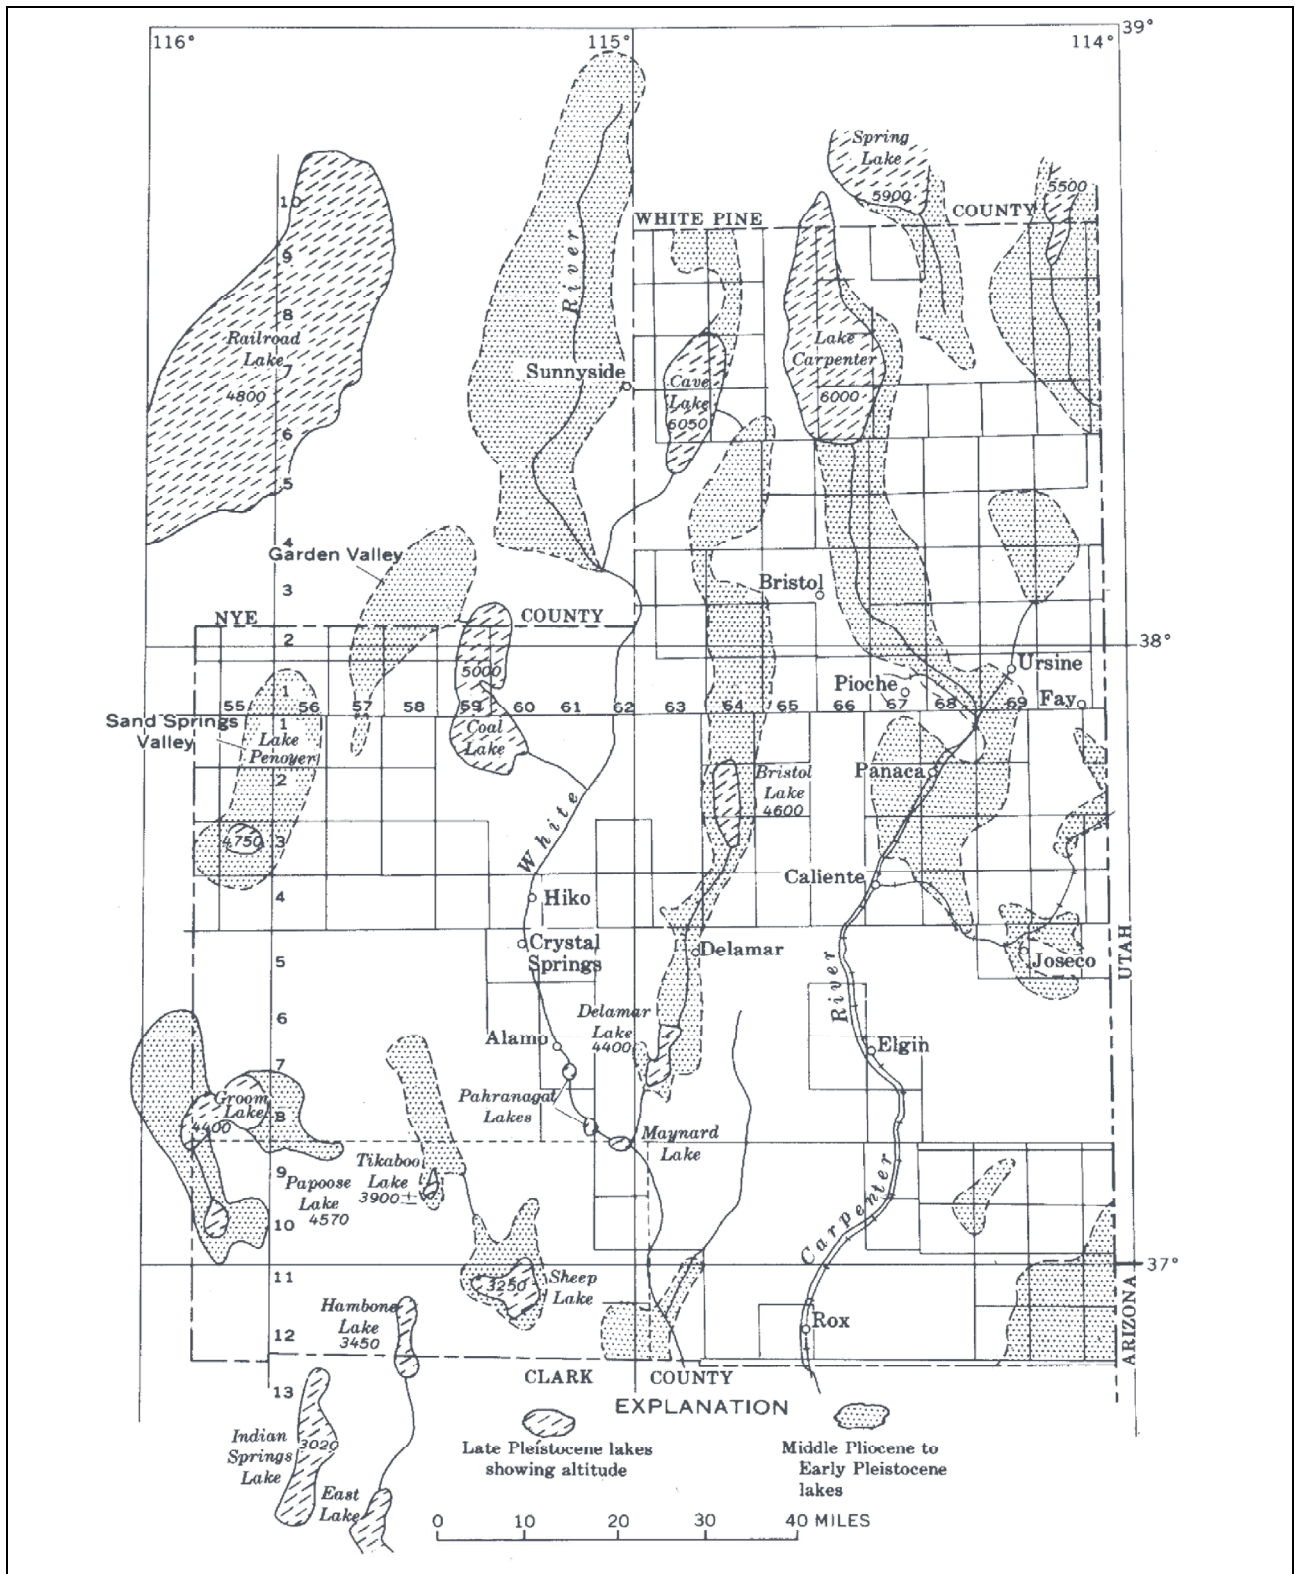 116°
115°
114°
39°
Spring
Lake
5900
5500
WHITE PINE
COUNTY
10
9
8
7
6
5
4
3
2
1
River
Railroad
Lake
4800
Sunnyside
Cave
Lake
6050
Lake
Carpenter
6000
Garden Valley
Bristol
NYE
COUNTY
38°
5000
Ursine
Pioche
Fay
55
56
57
58
59
60
61
62
63
64
65
66
67
68
69
Sand Springs
Valley
Lake
Penoyer
Coal
Lake
Bristol
Lake
4600
Panaca
1
2
3
4
5
6
7
8
9
10
11
12
13
4750
White
Caliente
Hiko
Crystal
Springs
Delamar
Joseco
UTAH
River
Delamar
Lake
4400
Alamo
Elgin
Groom
Lake
4400
Pahranagat
Lakes
Maynard
Lake
Tikaboo
Lake
3900±
Papoose
Lake
4570
Carpenter
37°
3250
Sheep
Lake
Hambone
Lake
3450
Rox
ARIZONA
CLARK
COUNTY
EXPLANATION
Indian
Springs
Lake
3020
East
Lake
Late Pleistocene lakes
showing altitude
Middle Pliocene to
Early Pleistocene
lakes
0 10 20 30 40 MILES